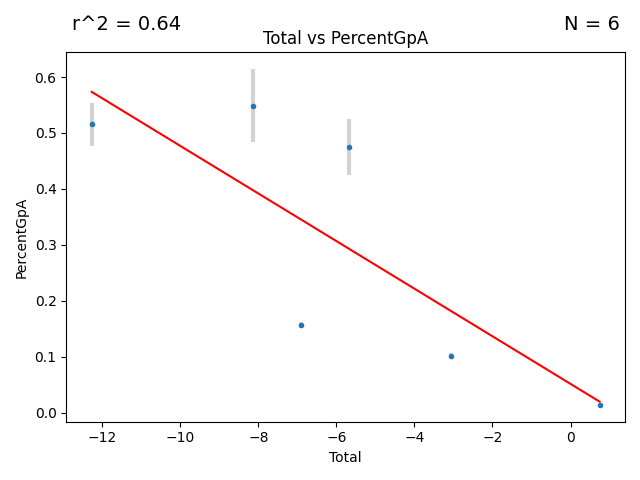 r^2 = 0.64
N = 6
Total vs PercentGpA
0.6
0.5
0.4
0.3
0.2
0.1
0.0
PercentGpA
−12
−10
−8
−6
−4
−2
0
Total